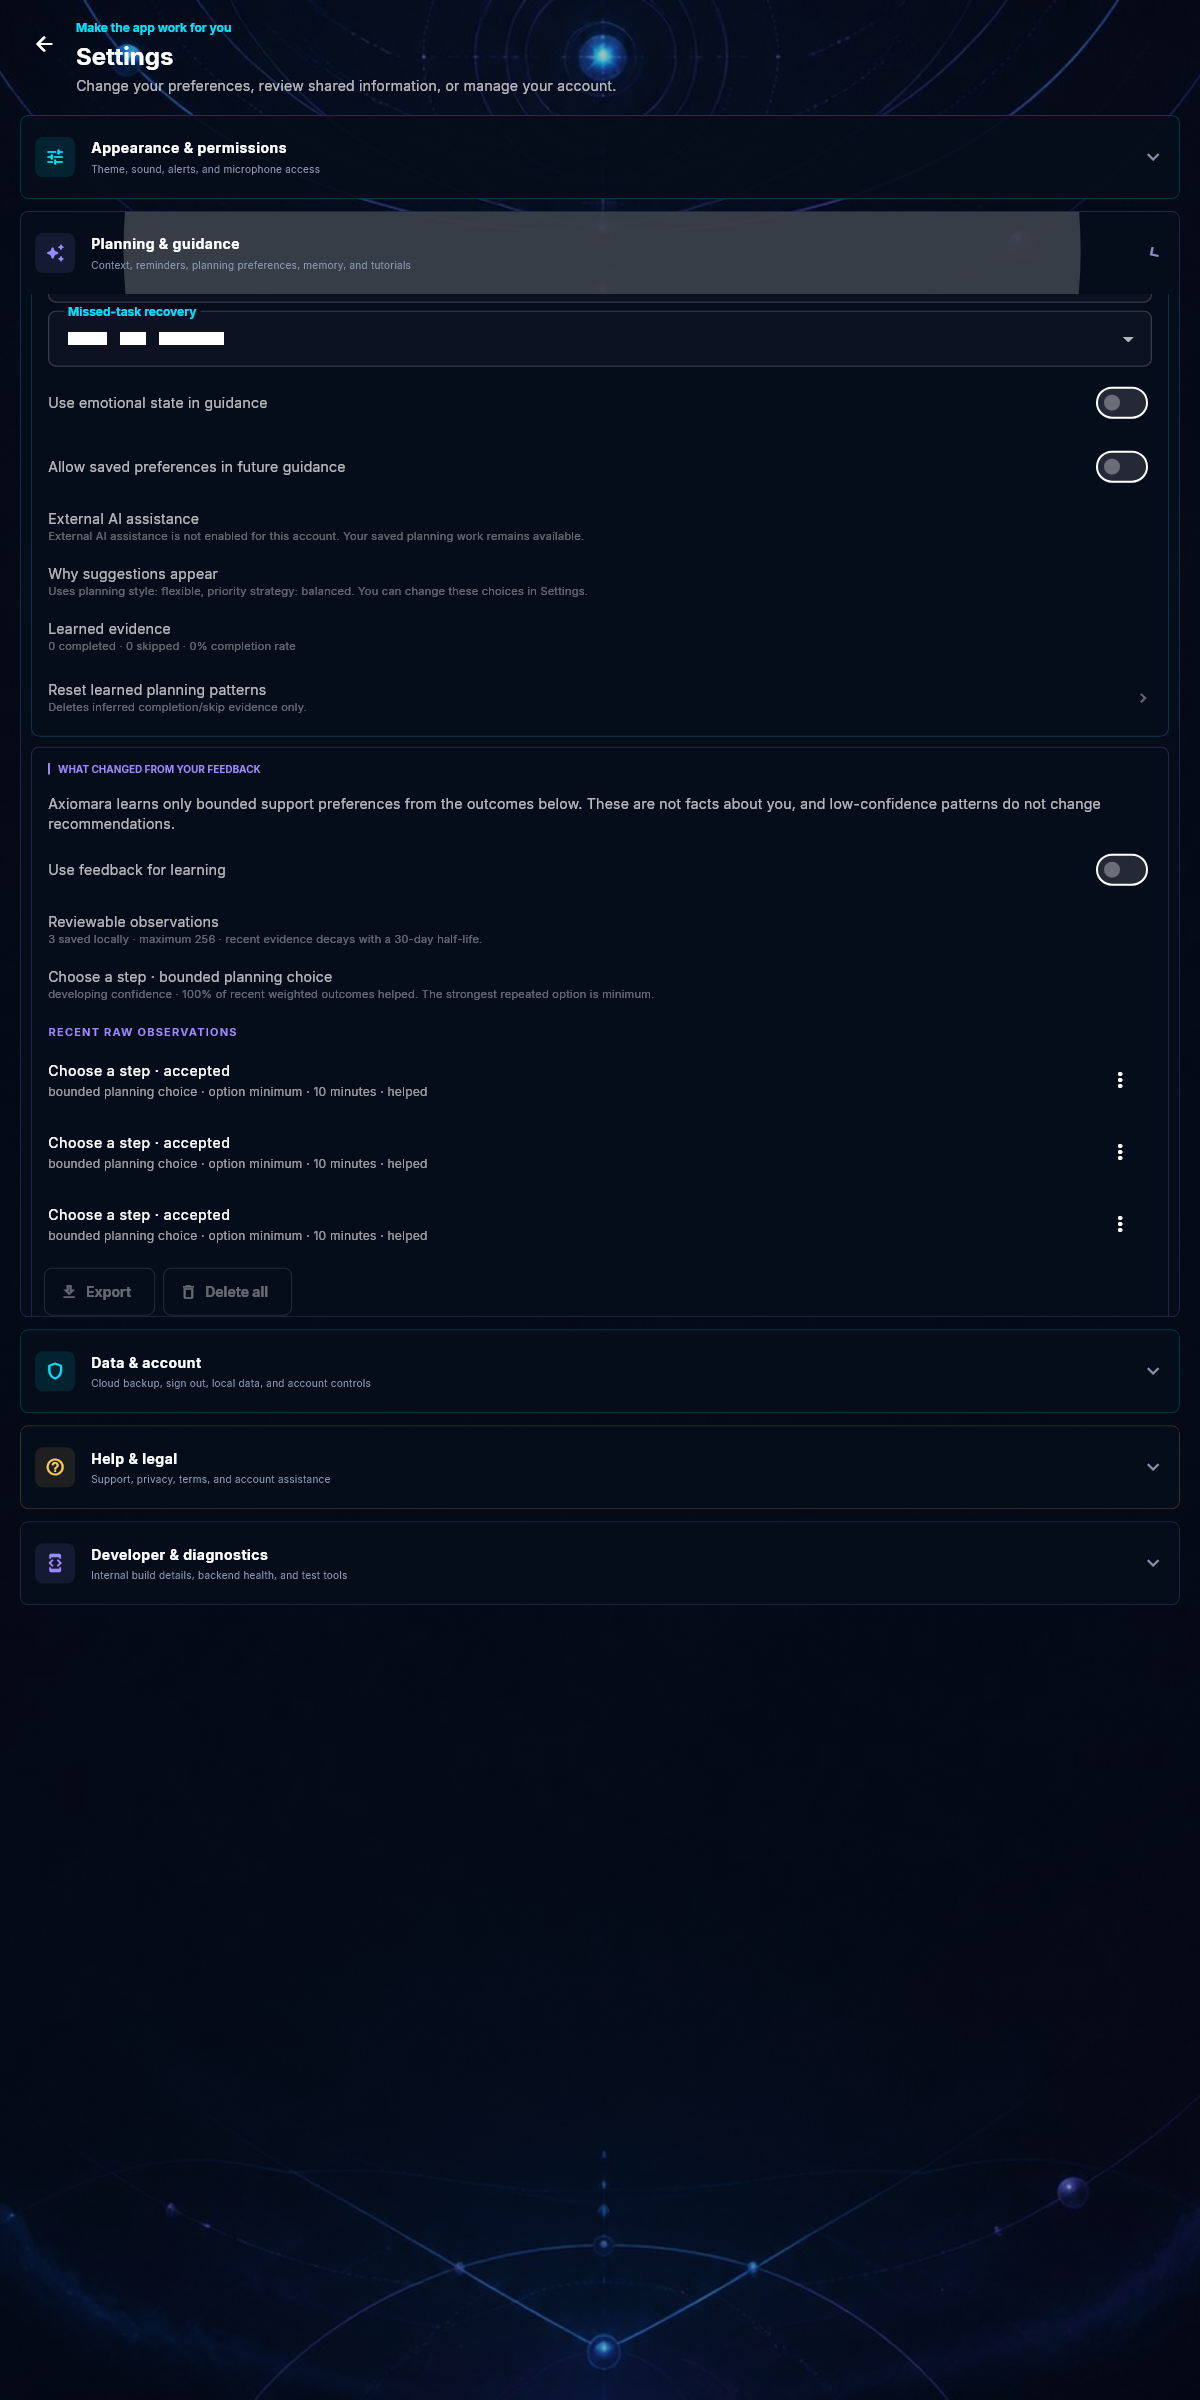 Make the app work for you
Settings
Change your preferences, review shared information, or manage your account.
Appearance & permissions
Theme, sound, alerts, and microphone access
Planning & guidance
Context, reminders, planning preferences, memory, and tutorials
Missed-task recovery
Use emotional state in guidance
Allow saved preferences in future guidance
External AI assistance
External AI assistance is not enabled for this account. Your saved planning work remains available.
Why suggestions appear
Uses planning style: flexible, priority strategy: balanced. You can change these choices in Settings.
Learned evidence
0 completed · 0 skipped · 0% completion rate
Reset learned planning patterns
Deletes inferred completion/skip evidence only.
WHAT CHANGED FROM YOUR FEEDBACK
Axiomara learns only bounded support preferences from the outcomes below. These are not facts about you, and low-confidence patterns do not change
recommendations.
Use feedback for learning
Reviewable observations
3 saved locally · maximum 256 · recent evidence decays with a 30-day half-life.
Choose a step · bounded planning choice
developing confidence · 100% of recent weighted outcomes helped. The strongest repeated option is minimum.
RECENT RAW OBSERVATIONS
Choose a step · accepted
bounded planning choice · option minimum · 10 minutes · helped
Choose a step · accepted
bounded planning choice · option minimum · 10 minutes · helped
Choose a step · accepted
bounded planning choice · option minimum · 10 minutes · helped
Export
Delete all
Data & account
Cloud backup, sign out, local data, and account controls
Help & legal
Support, privacy, terms, and account assistance
Developer & diagnostics
Internal build details, backend health, and test tools